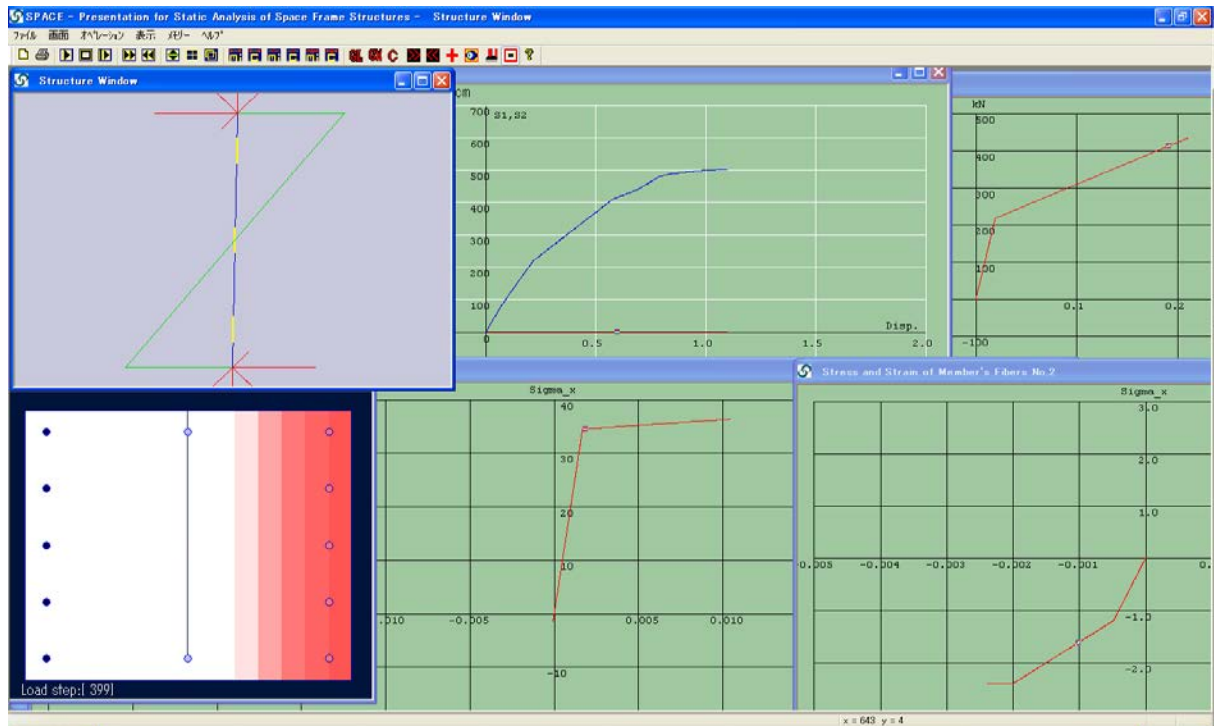 SPACE - Presentation for Static Analysis of Space Frame Structures - Structure Window
ファイル 画面 オペレーション 表示 メモリー ヘルプ
Structure Window
cm
700 S1,S2
600
500
400
300
200
100
0 0.5 1.0 1.5 2.0
Disp.
kN
500
400
300
200
100
0.1 0.2
-100
Sigma_x
40
30
20
10
.010 -0.005 0.005 0.010
-10
Stress and Strain of Member's Fibers No.2
Sigma_x
3.0
2.0
1.0
-0.005 -0.004 -0.003 -0.002 -0.001 0.
-1.0
-2.0
Load step:[ 399]
x = 643 y = 4